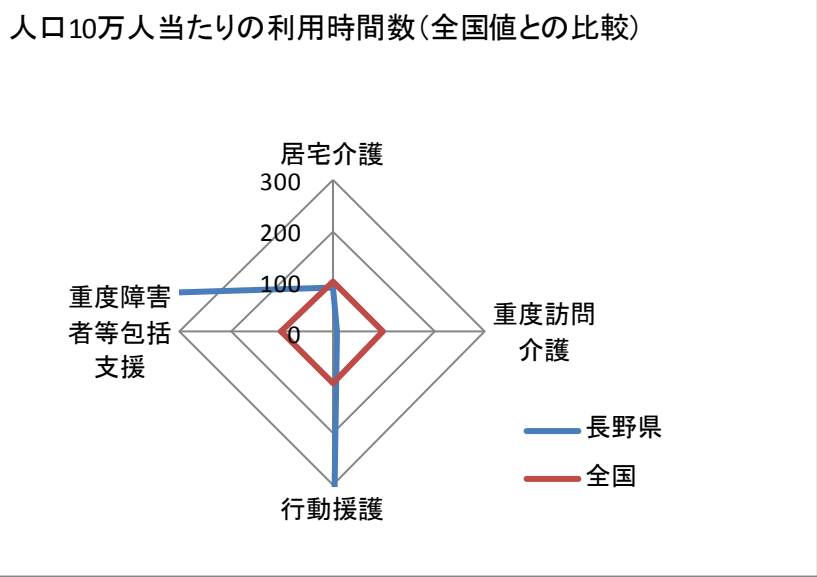 人口10万人当たりの利用時間数（全国値との比較）
居宅介護
300
200
100
0
重度障害
者等包括
支援
重度訪問
介護
行動援護
長野県
全国